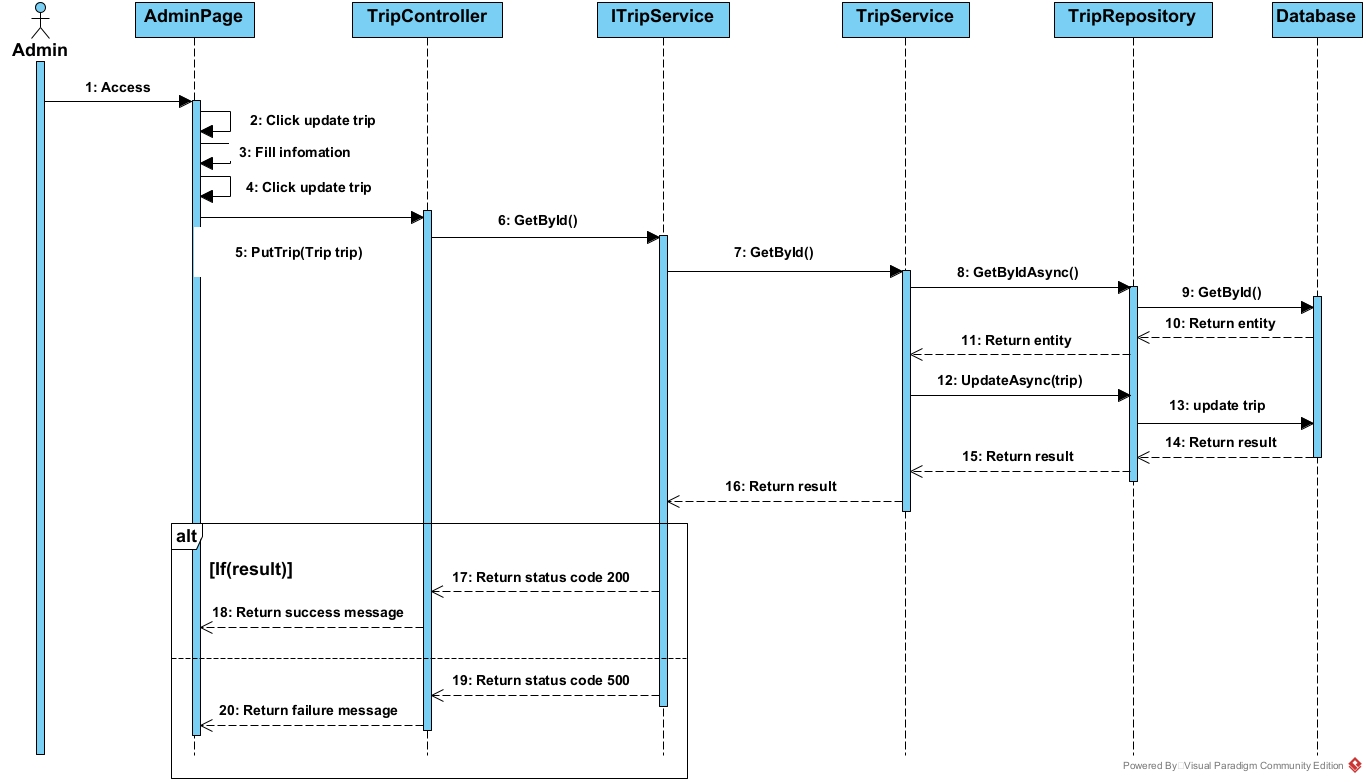 Admin
AdminPage
TripController
ITripService
TripService
TripRepository
Database
1: Access
2: Click update trip
3: Fill infomation
4: Click update trip
5: PutTrip(Trip trip)
6: GetById()
7: GetById()
8: GetByIdAsync()
9: GetById()
10: Return entity
11: Return entity
12: UpdateAsync(trip)
13: update trip
14: Return result
15: Return result
16: Return result
alt
[If(result)]
17: Return status code 200
18: Return success message
19: Return status code 500
20: Return failure message
Powered By Visual Paradigm Community Edition